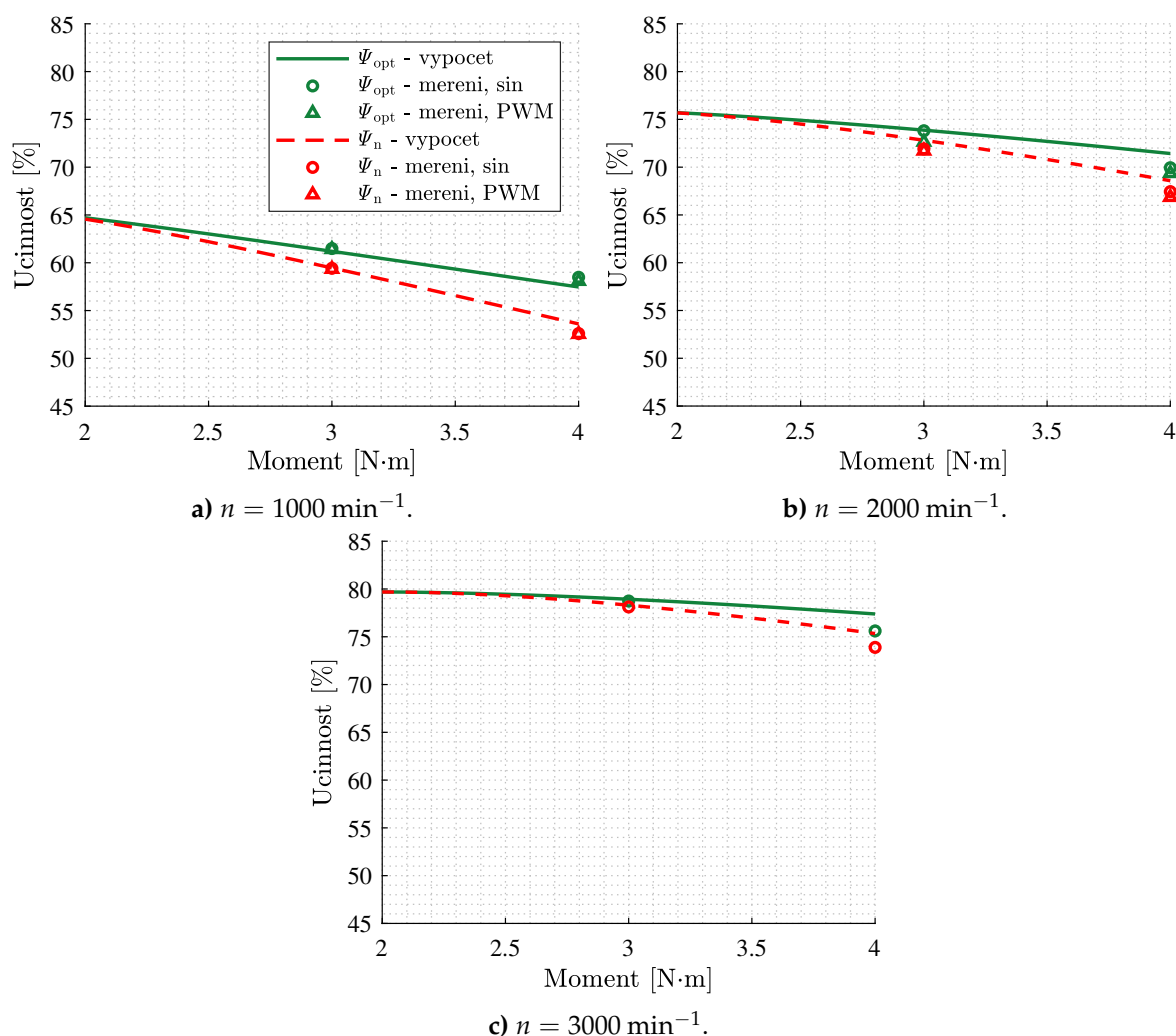 85
80
75
70
65
60
55
50
45
Ucinnost [%]
Ψopt - vypocet
Ψopt - mereni, sin
Ψopt - mereni, PWM
Ψn - vypocet
Ψn - mereni, sin
Ψn - mereni, PWM
2 2.5 3 3.5 4
Moment [N·m]
a) n = 1000 min−1.
85
80
75
70
65
60
55
50
45
Ucinnost [%]
2 2.5 3 3.5 4
Moment [N·m]
b) n = 2000 min−1.
85
80
75
70
65
60
55
50
45
Ucinnost [%]
2 2.5 3 3.5 4
Moment [N·m]
c) n = 3000 min−1.